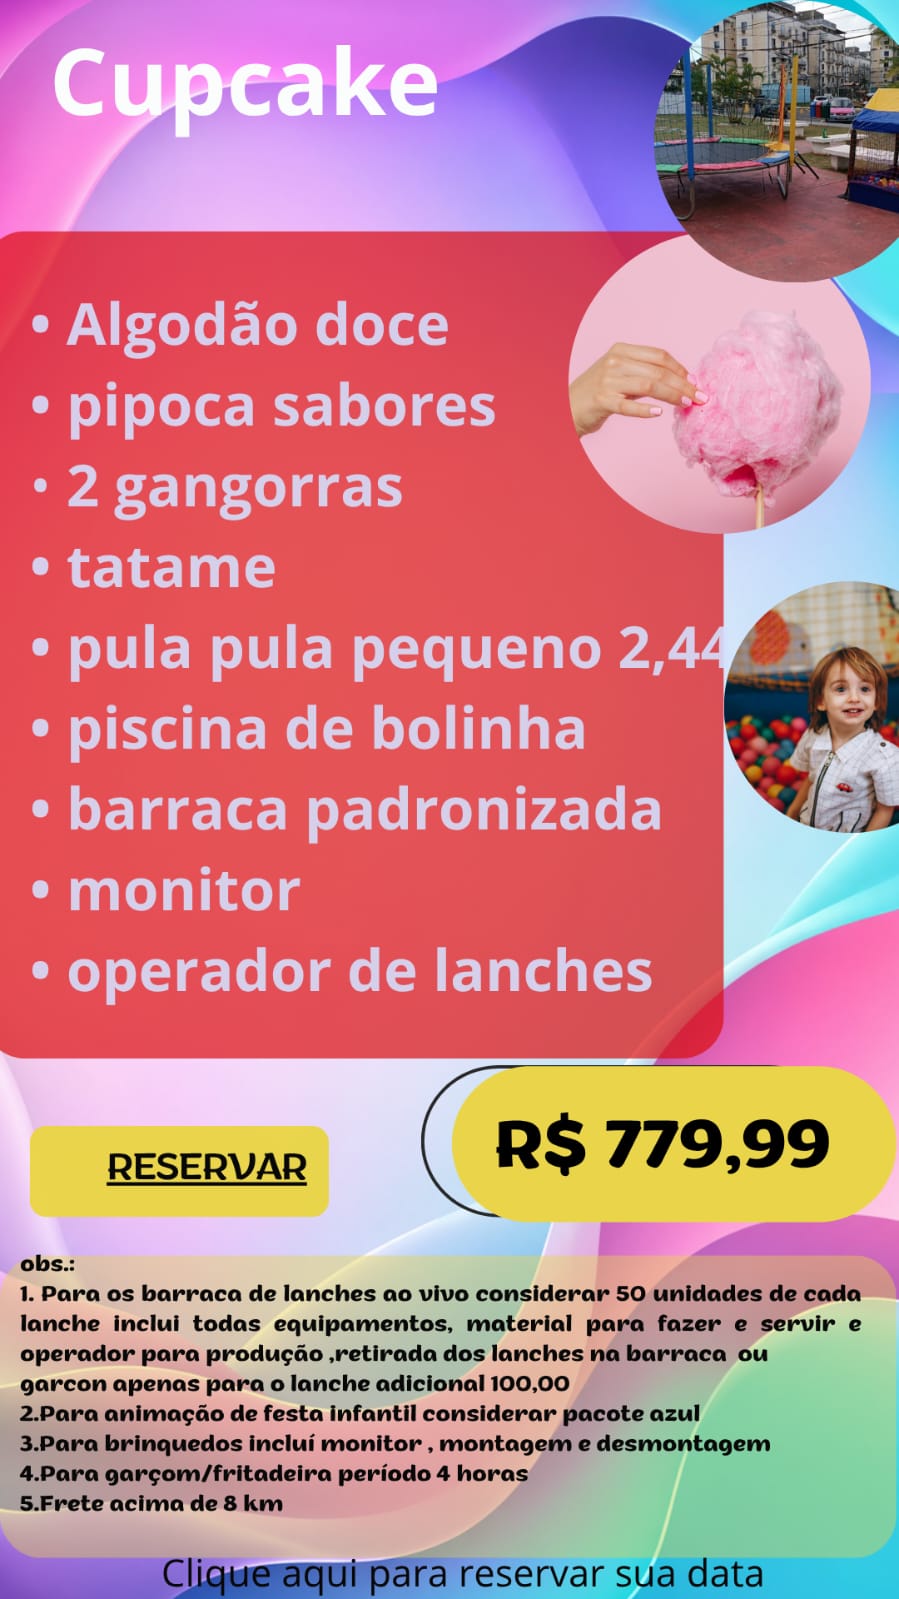 Cupcake
• Algodão doce
• pipoca sabores
• 2 gangorras
• tatame
• pula pula pequeno 2,44
• piscina de bolinha
• barraca padronizada
• monitor
• operador de lanches
R$ 779,99
RESERVAR
obs.:
1. Para os barraca de lanches ao vivo considerar 50 unidades de cada
lanche inclui todas equipamentos, material para fazer e servir e
operador para produção ,retirada dos lanches na barraca ou
garcon apenas para o lanche adicional 100,00
2.Para animação de festa infantil considerar pacote azul
3.Para brinquedos incluí monitor , montagem e desmontagem
4.Para garçom/fritadeira período 4 horas
5.Frete acima de 8 km
Clique aqui para reservar sua data